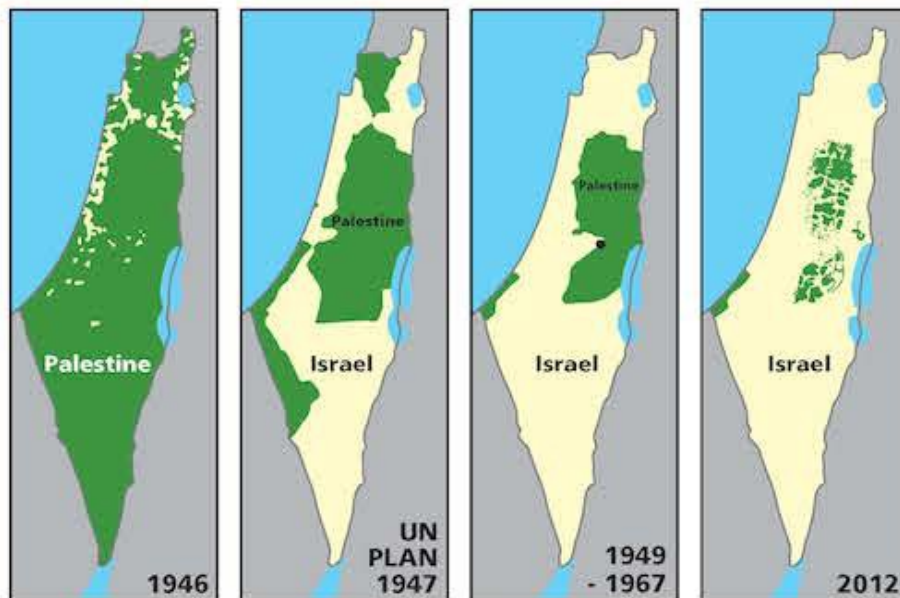 Palestine
1946
Palestine
Israel
UN
PLAN
1947
Palestine
Israel
1949
- 1967
Israel
2012